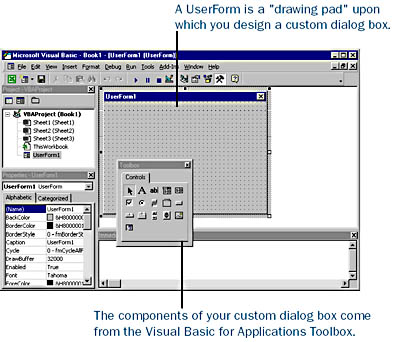 A UserForm is a "drawing pad" upon
which you design a custom dialog box.
Microsoft Visual Basic - Book1 - [UserForm1 (UserForm)]
File Edit View Insert Format Debug Run Tools Add-Ins Window Help
Project - VBAProject
UserForm1
VBAProject (Book1)
Sheet1 (Sheet1)
Sheet2 (Sheet2)
Sheet3 (Sheet3)
ThisWorkbook
UserForm1
Toolbox
Controls
Properties - UserForm1
UserForm1 UserForm
Alphabetic Categorized
(Name) UserForm1
BackColor &H8000000
BorderColor &H8000001
BorderStyle 0 - fmBorderSt
Caption UserForm1
Cycle 0 - fmCycleAllF
DrawBuffer 32000
Enabled True
Font Tahoma
The components of your custom dialog box come
from the Visual Basic for Applications Toolbox.